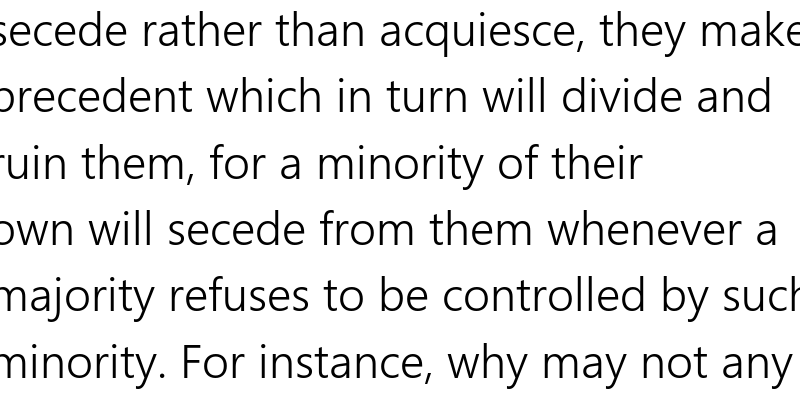 secede rather than acquiesce, they make
precedent which in turn will divide and
ruin them, for a minority of their
own will secede from them whenever a
majority refuses to be controlled by such
minority. For instance, why may not any